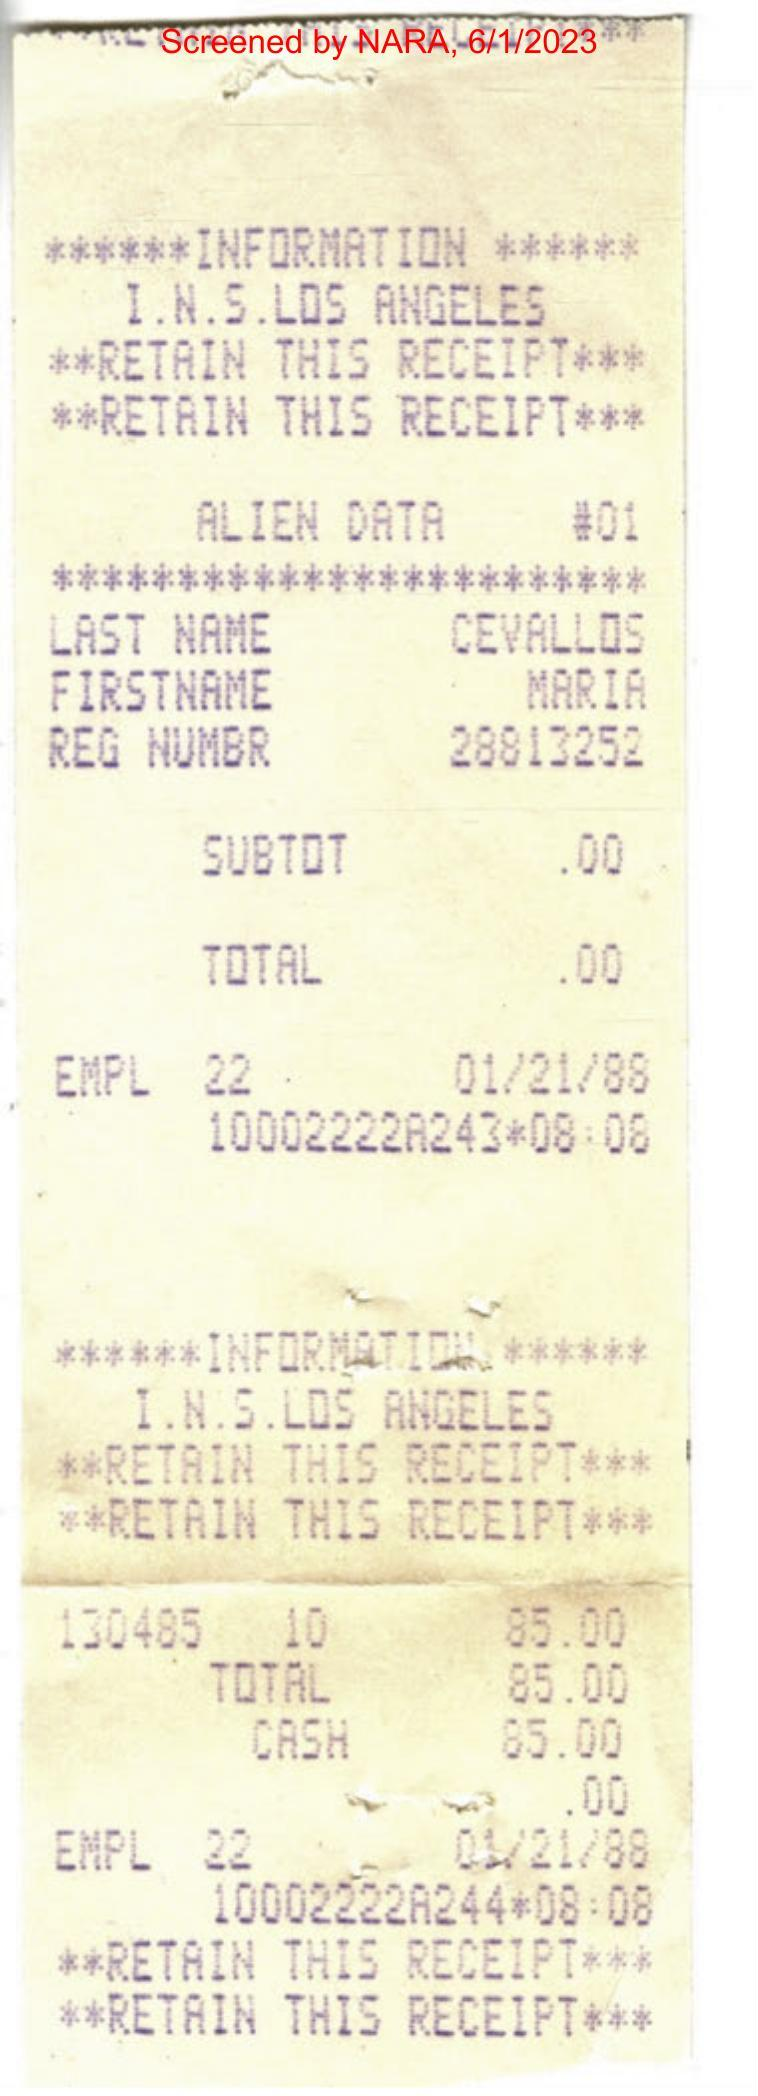 Screened by NARA, 6/1/2023
******INFORMATION ******
I.N.S.LOS ANGELES
**RETAIN THIS RECEIPT***
**RETAIN THIS RECEIPT***
ALIEN DATA #01
************************
LAST NAME CEVALLOS
FIRSTNAME MARIA
REG NUMBR 28813252
SUBTOT .00
TOTAL .00
EMPL 22 01/21/88
10002222A243*08:08
******INFORMATION ******
I.N.S.LOS ANGELES
**RETAIN THIS RECEIPT***
**RETAIN THIS RECEIPT***
130485 10 85.00
TOTAL 85.00
CASH 85.00
.00
EMPL 22 01/21/88
10002222A244*08:08
**RETAIN THIS RECEIPT***
**RETAIN THIS RECEIPT***